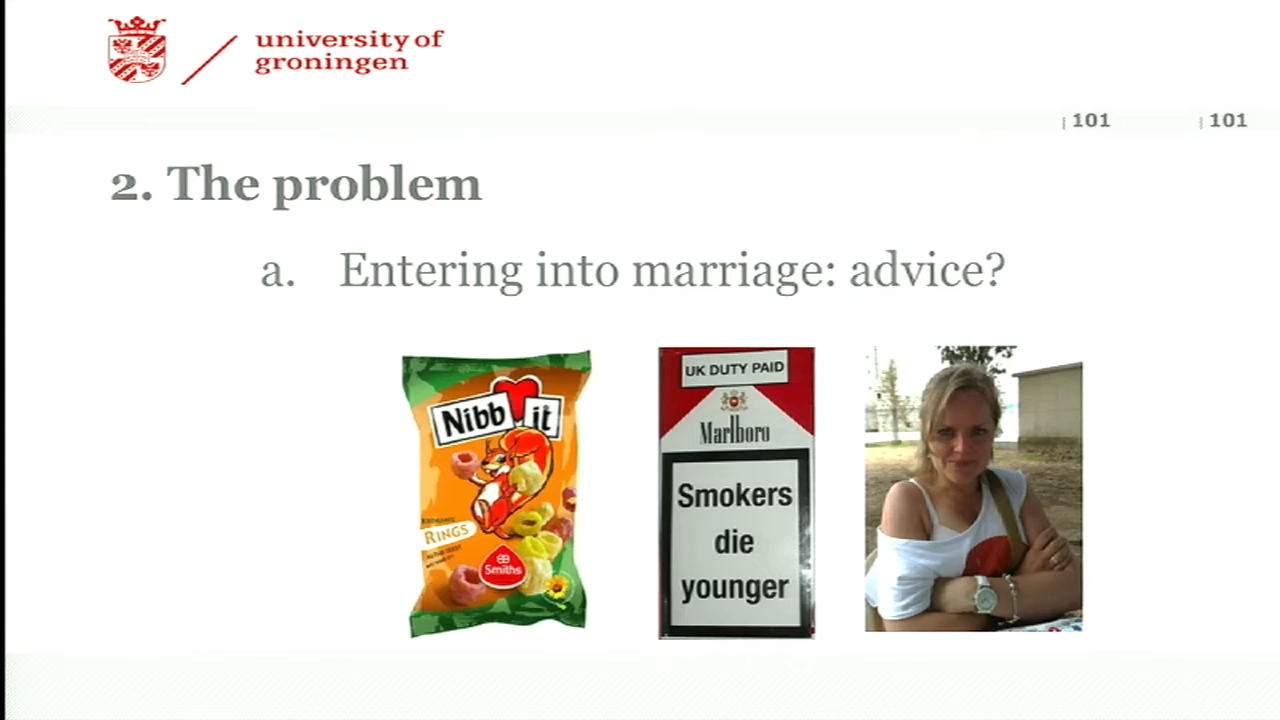 university of
groningen
101 101
2. The problem
a. Entering into marriage: advice?
Nibb it
RINGS
Smiths
UK DUTY PAID
Marlboro
Smokers
die
younger